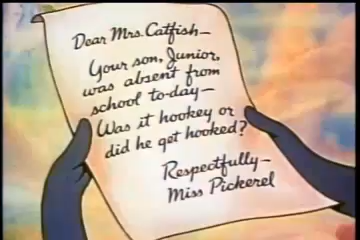 Dear Mrs. Catfish—
Your son, Junior,
was absent from
school to-day—
Was it hookey or
did he get hooked?
Respectfully—
Miss Pickerel